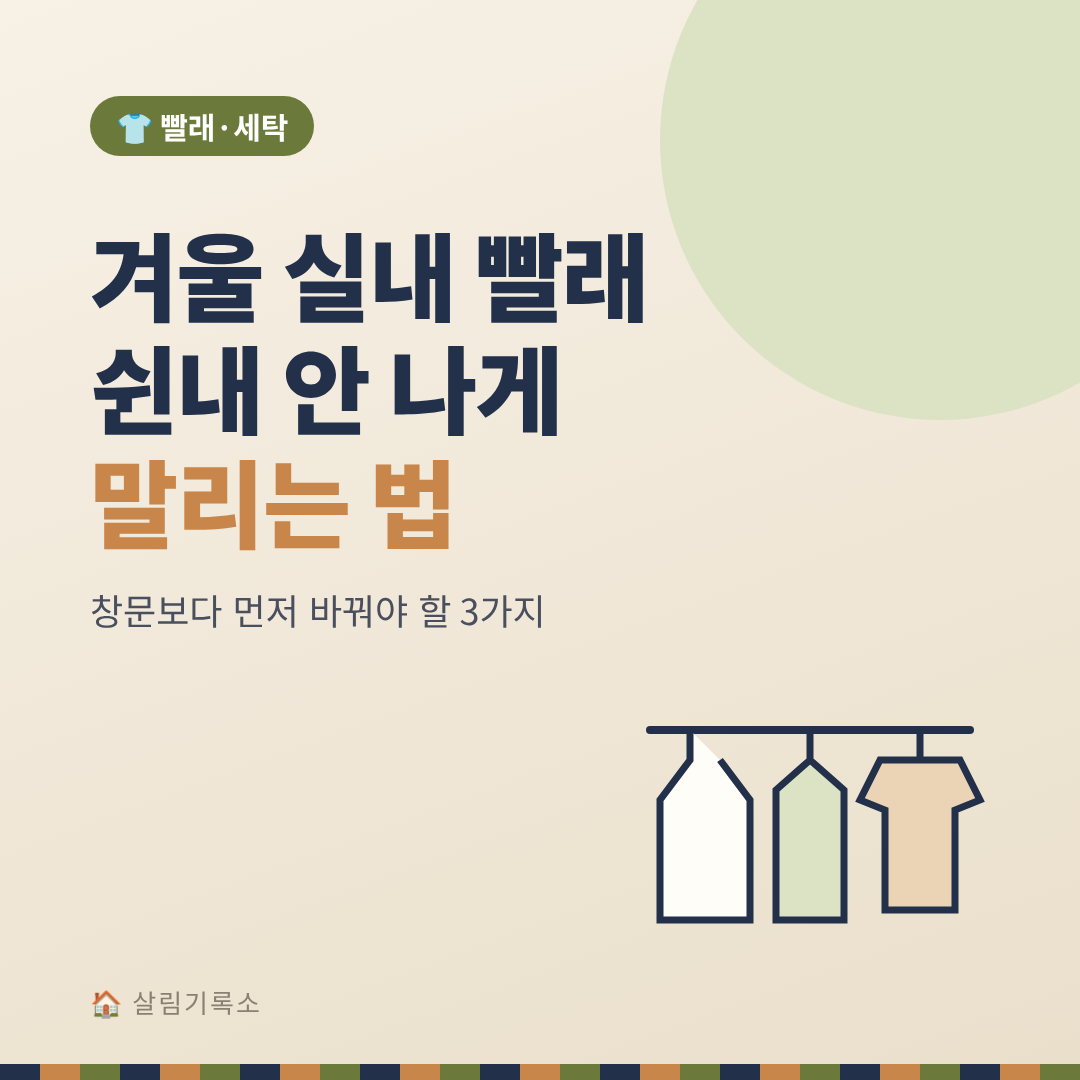 빨래·세탁
겨울 실내 빨래
쉰내 안 나게
말리는 법
창문보다 먼저 바꿔야 할 3가지
살림기록소